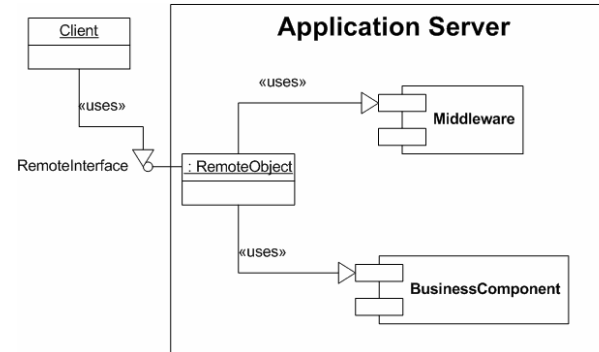 Client
Application Server
«uses»
«uses»
Middleware
RemoteInterface
: RemoteObject
«uses»
BusinessComponent